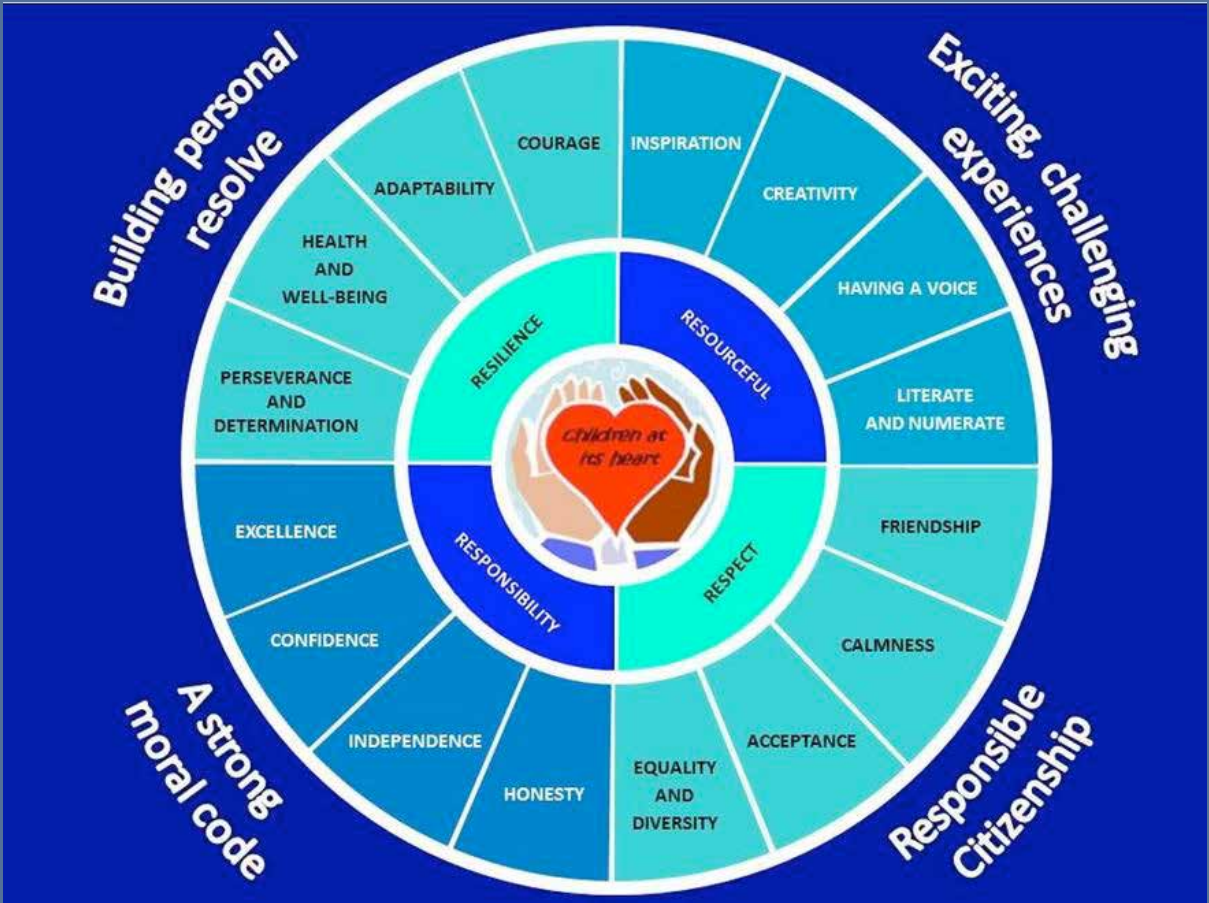 Building personal
resolve
Exciting, challenging
experiences
COURAGE
INSPIRATION
ADAPTABILITY
CREATIVITY
HEALTH
AND
WELL-BEING
HAVING A VOICE
PERSEVERANCE
AND
DETERMINATION
LITERATE
AND NUMERATE
RESILIENCE
RESOURCEFUL
Children at
its heart
RESPONSIBILITY
RESPECT
EXCELLENCE
FRIENDSHIP
CONFIDENCE
CALMNESS
INDEPENDENCE
ACCEPTANCE
HONESTY
EQUALITY
AND
DIVERSITY
A strong
moral code
Responsible
Citizenship